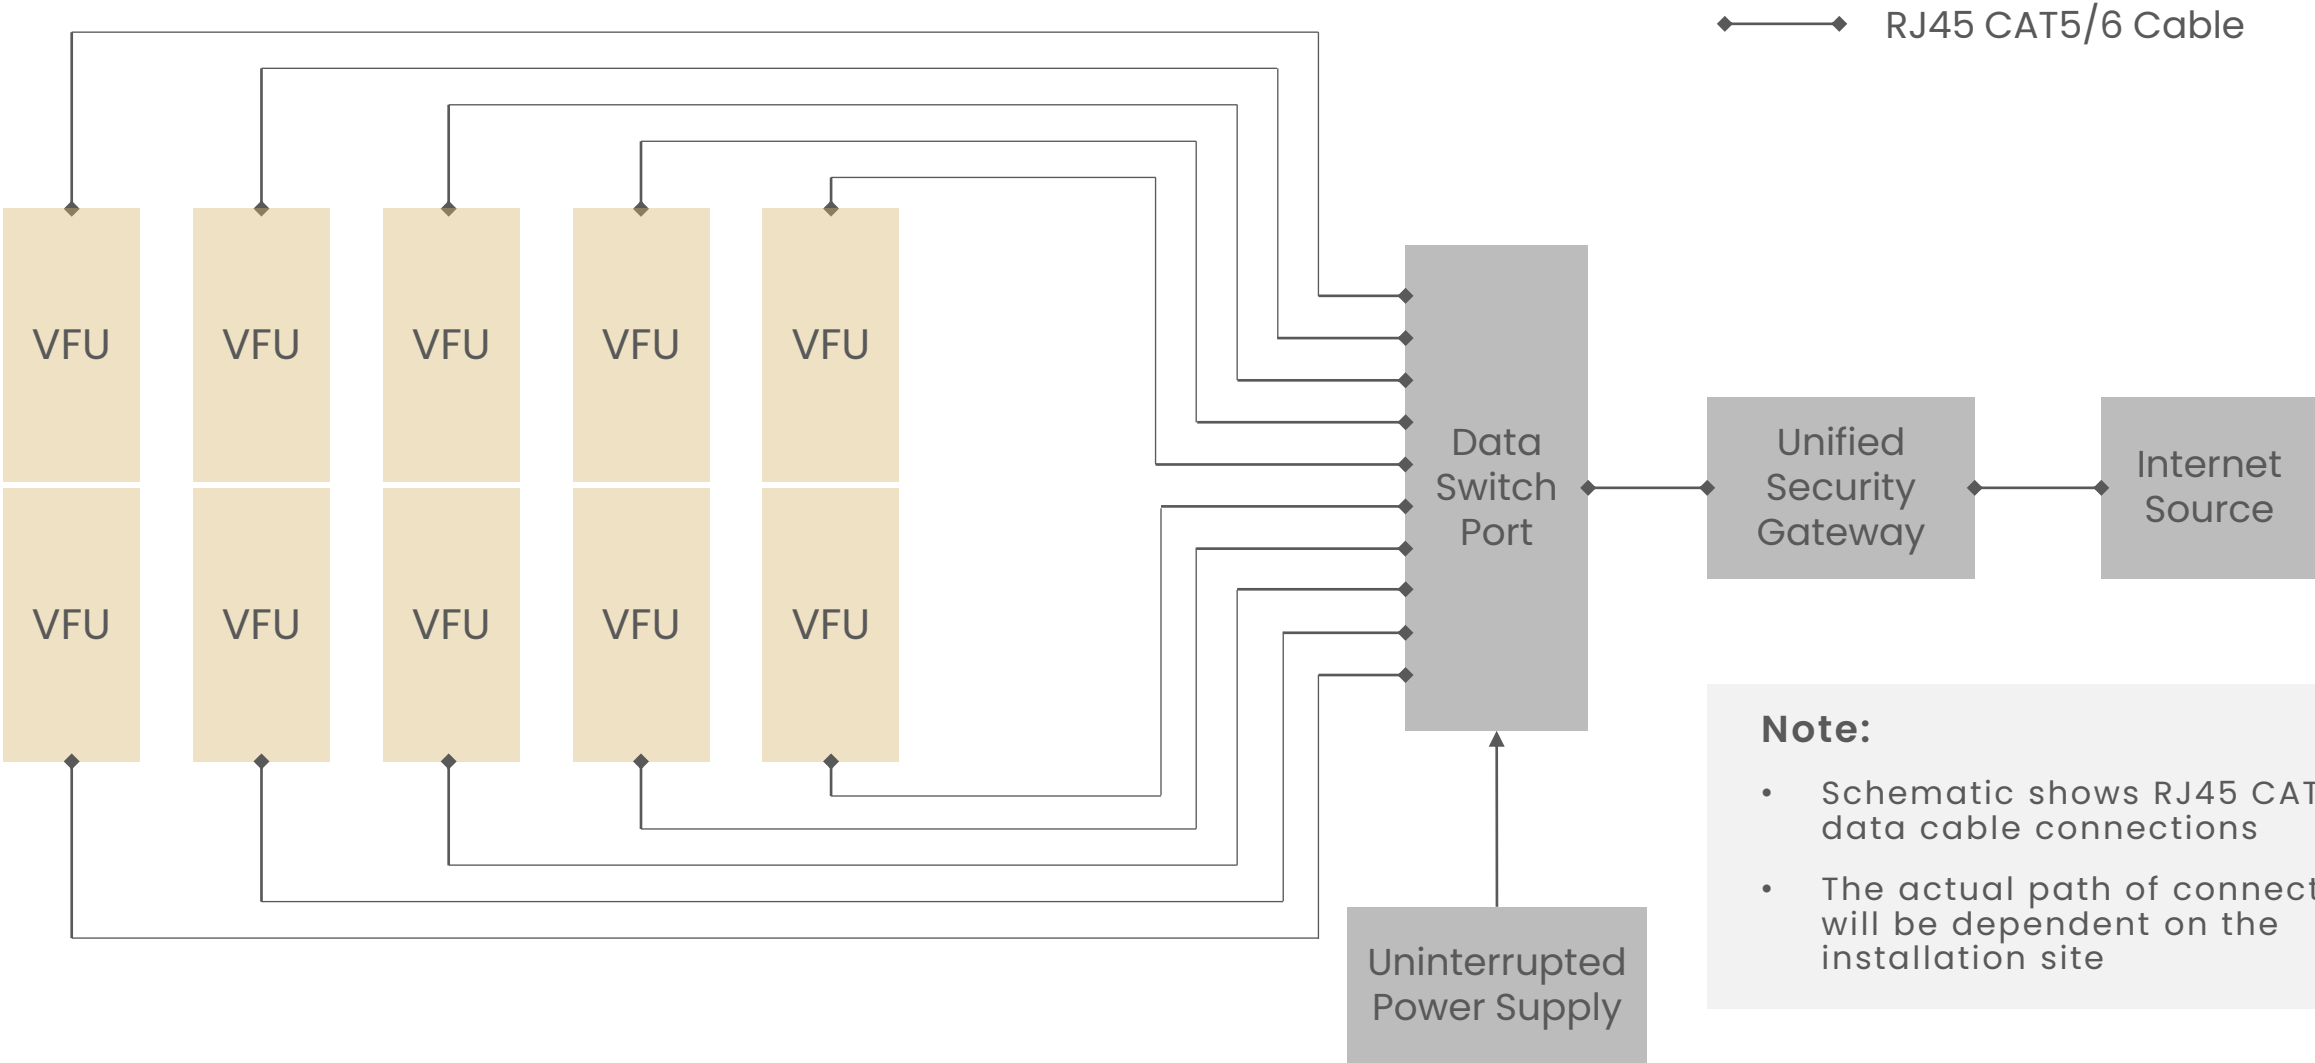 RJ45 CAT5/6 Cable
VFU VFU VFU VFU VFU
VFU VFU VFU VFU VFU
Data
Switch
Port
Unified
Security
Gateway
Internet
Source
Uninterrupted
Power Supply
Note:
• Schematic shows RJ45 CAT
data cable connections
• The actual path of connect
will be dependent on the
installation site